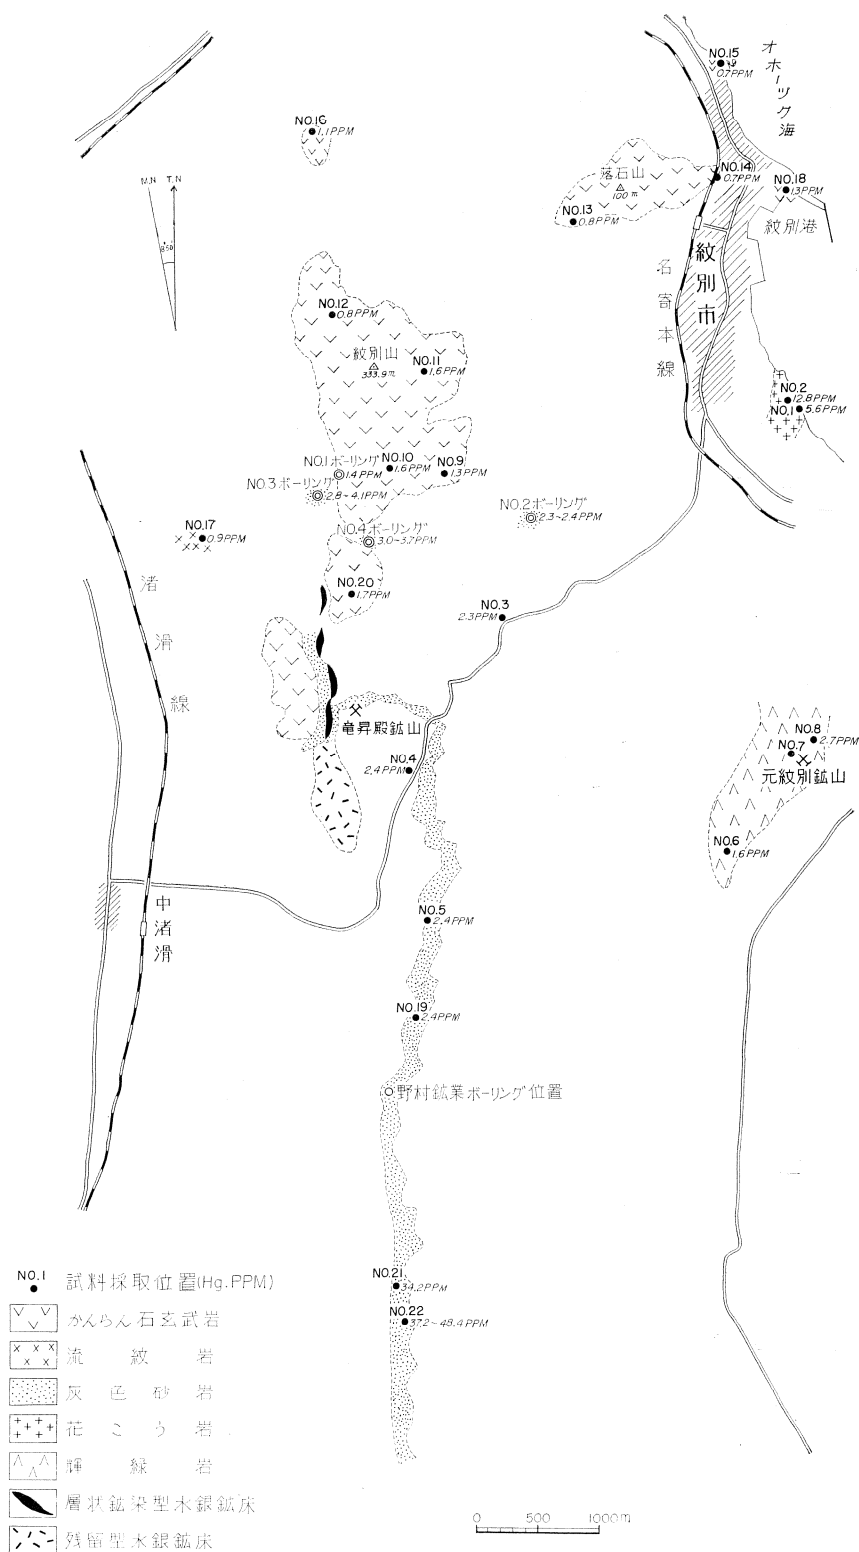 NO.15
0.7PPM
オホーツク海
NO.16
1.1PPM
M.N T.N
8.50
落石山
100m
NO.14
0.7PPM
NO.18
1.3PPM
NO.13
0.8PPM
紋別港
紋別市
名寄本線
NO.12
0.8PPM
紋別山
333.9m
NO.11
1.6PPM
NO.2
12.8PPM
NO.1
5.6PPM
NO.10
1.6PPM
NO.9
1.3PPM
NO.1ボーリング
1.4PPM
NO.3ボーリング
2.8~4.1PPM
NO.2ボーリング
2.3~2.4PPM
NO.4ボーリング
3.0~3.7PPM
NO.17
0.9PPM
渚滑線
NO.20
1.7PPM
NO.3
2.3PPM
竜昇殿鉱山
NO.4
2.4PPM
NO.8
2.7PPM
NO.7
元紋別鉱山
NO.6
1.6PPM
中渚滑
NO.5
2.4PPM
NO.19
2.4PPM
野村鉱業ボーリング位置
NO.21
34.2PPM
NO.22
37.2~48.4PPM
NO.1 試料採取位置(Hg.PPM)
かんらん石玄武岩
流紋岩
灰色砂岩
花こう岩
輝緑岩
層状鉱染型水銀鉱床
残留型水銀鉱床
0 500 1000m